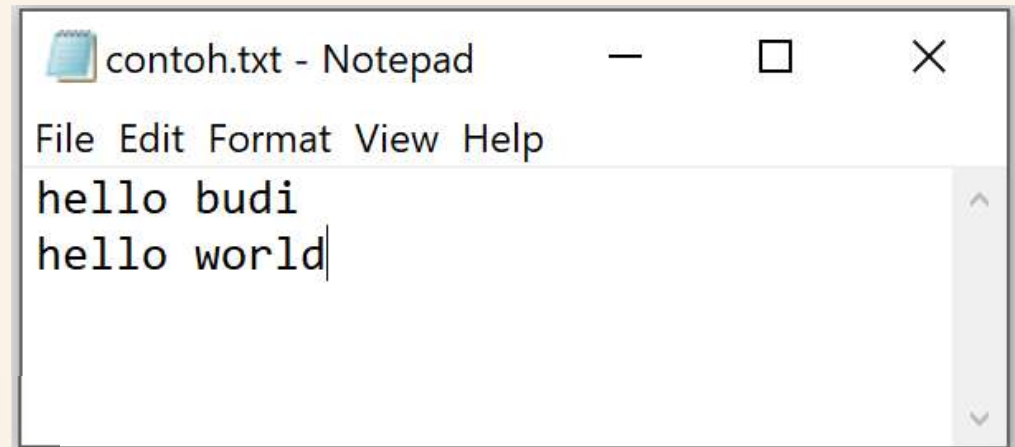 contoh.txt - Notepad
File Edit Format View Help
hello budi
hello world